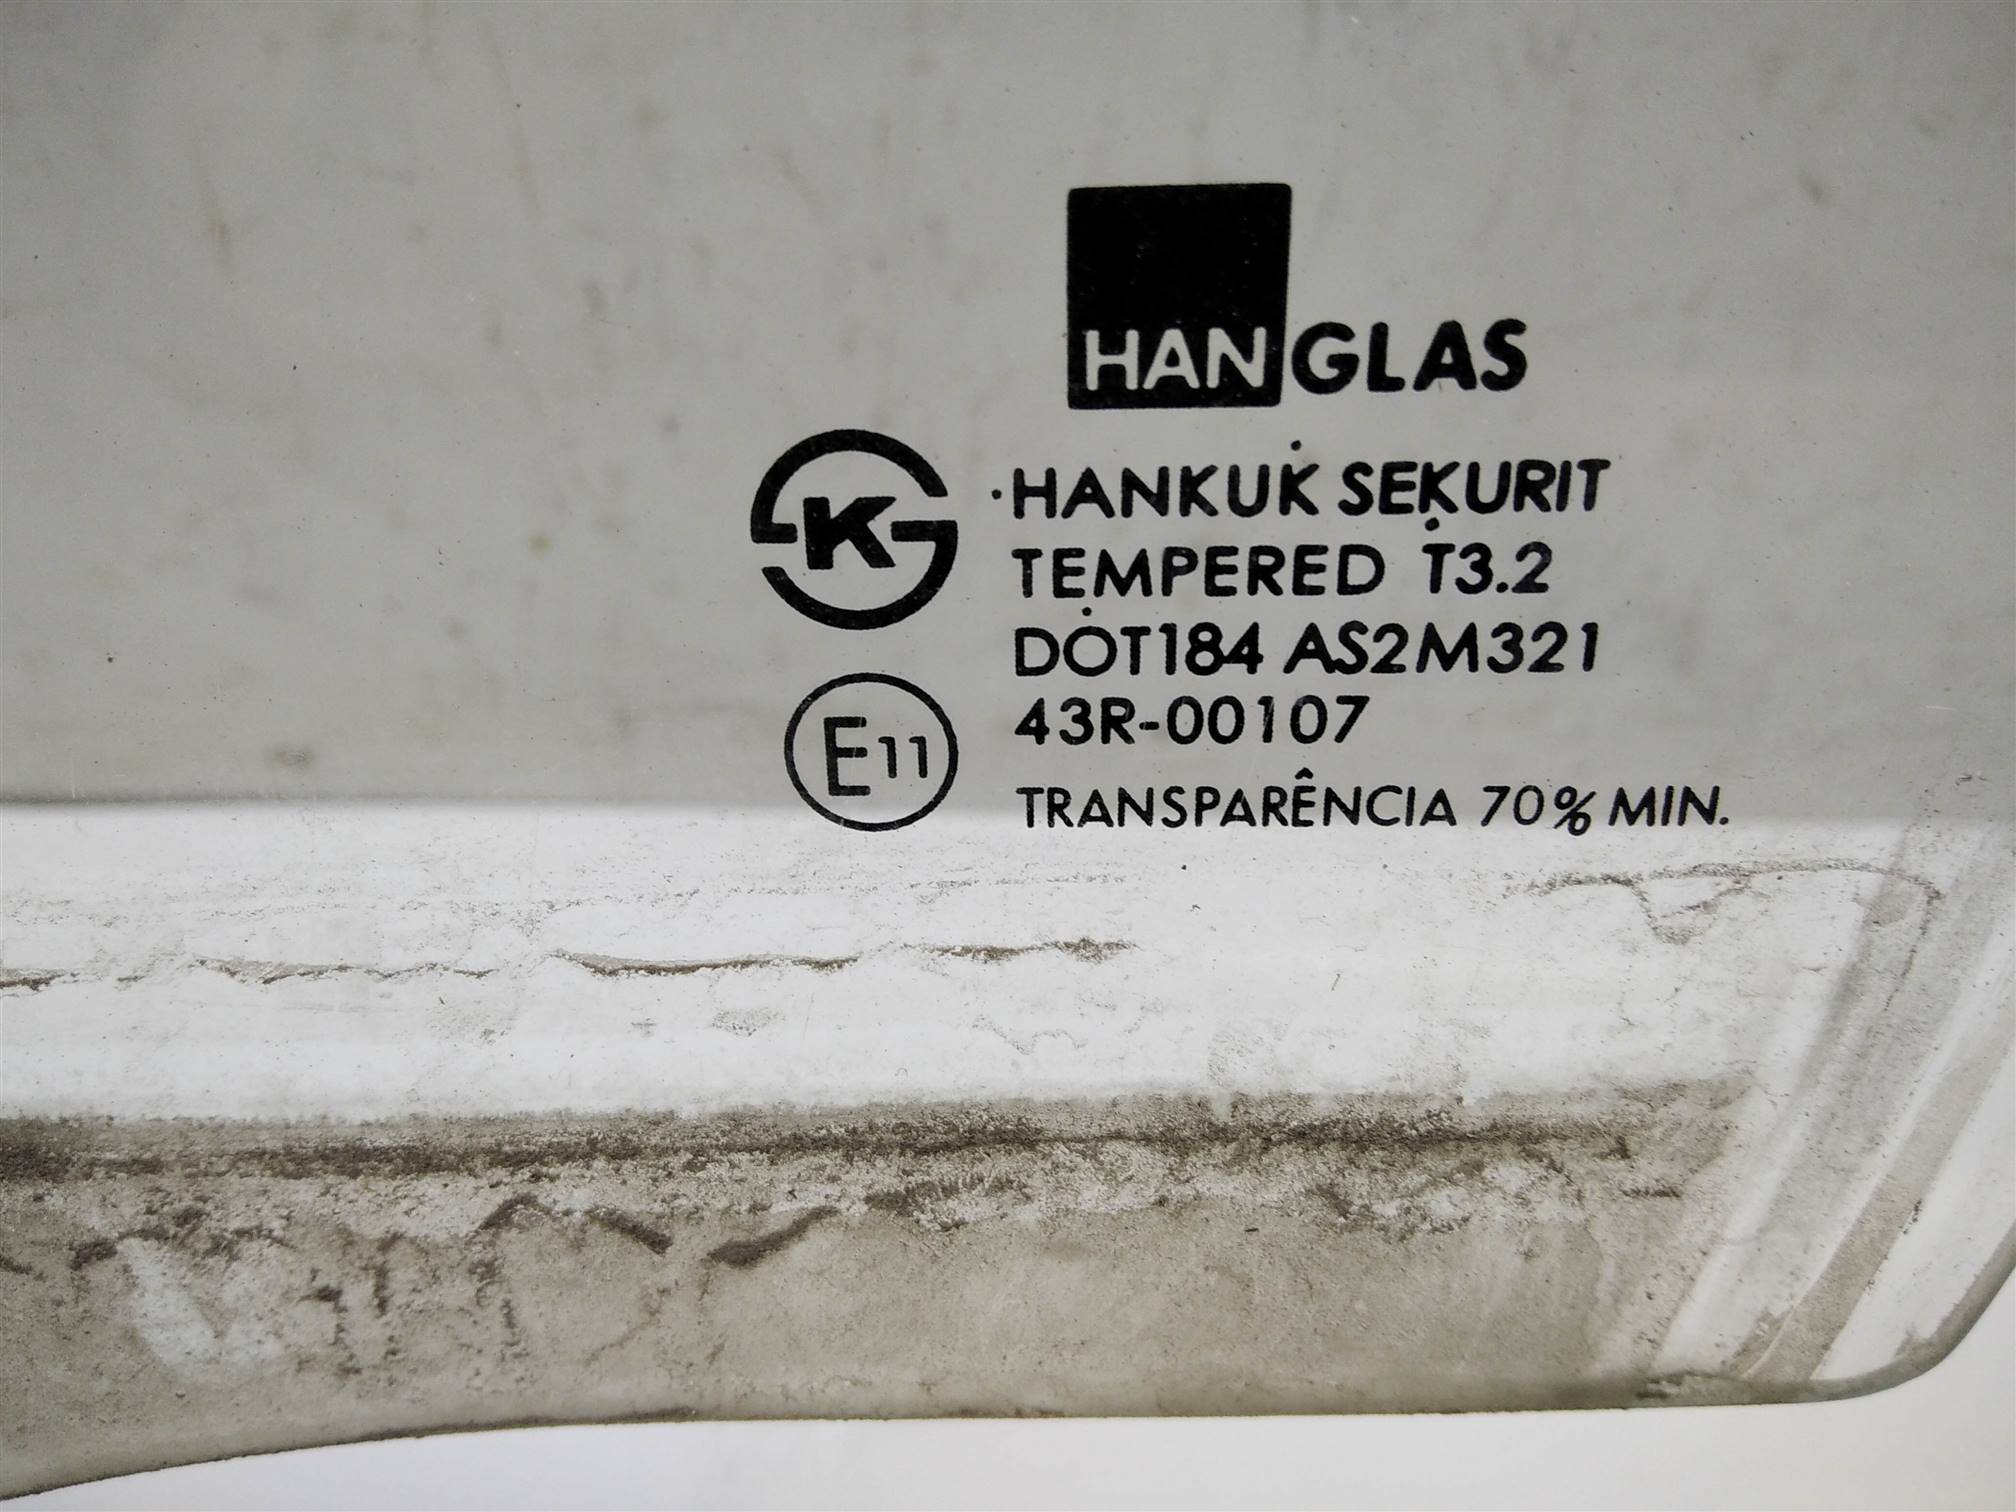 HANGLAS
K
HANKUK SEKURIT
TEMPERED T3.2
DOT184 AS2M321
E11
43R-00107
TRANSPARÊNCIA 70% MIN.